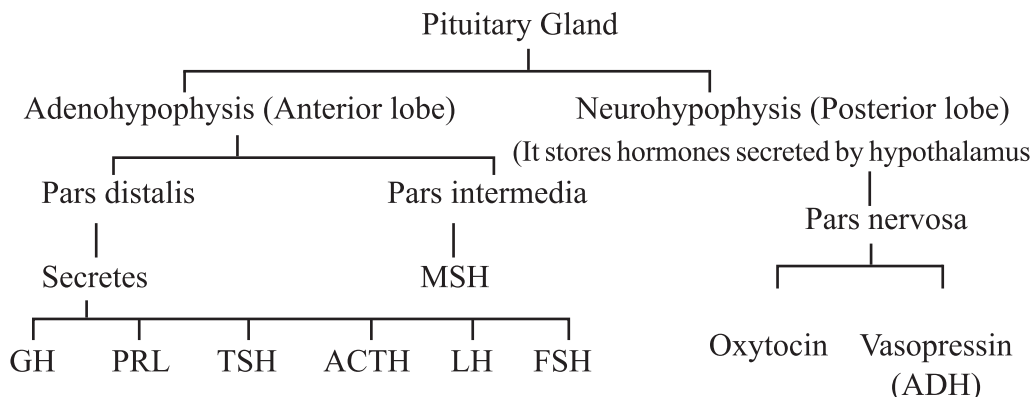 Pituitary Gland
Adenohypophysis (Anterior lobe)
Neurohypophysis (Posterior lobe)
(It stores hormones secreted by hypothalamus
Pars distalis
Pars intermedia
Pars nervosa
Secretes
MSH
GH
PRL
TSH
ACTH
LH
FSH
Oxytocin
Vasopressin
(ADH)